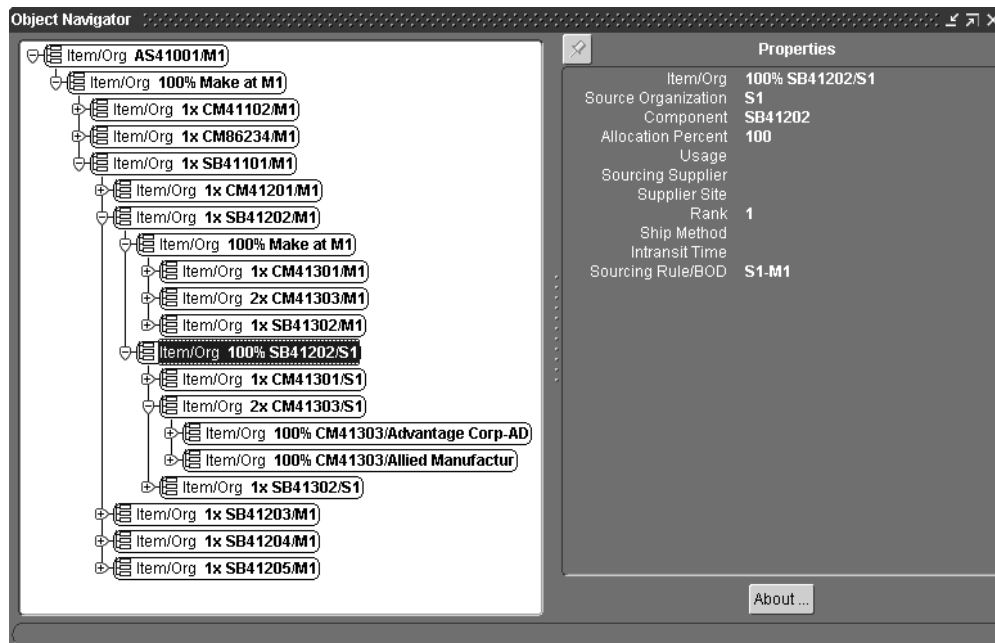 Object Navigator
Item/Org AS41001/M1
Item/Org 100% Make at M1
Item/Org 1x CM41102/M1
Item/Org 1x CM86234/M1
Item/Org 1x SB41101/M1
Item/Org 1x CM41201/M1
Item/Org 1x SB41202/M1
Item/Org 100% Make at M1
Item/Org 1x CM41301/M1
Item/Org 2x CM41303/M1
Item/Org 1x SB41302/M1
Item/Org 100% SB41202/S1
Item/Org 1x CM41301/S1
Item/Org 2x CM41303/S1
Item/Org 100% CM41303/Advantage Corp-AD
Item/Org 100% CM41303/Allied Manufactur
Item/Org 1x SB41302/S1
Item/Org 1x SB41203/M1
Item/Org 1x SB41204/M1
Item/Org 1x SB41205/M1
Properties
Item/Org 100% SB41202/S1
Source Organization S1
Component SB41202
Allocation Percent 100
Usage
Sourcing Supplier
Supplier Site
Rank 1
Ship Method
Intransit Time
Sourcing Rule/BOD S1-M1
About ...